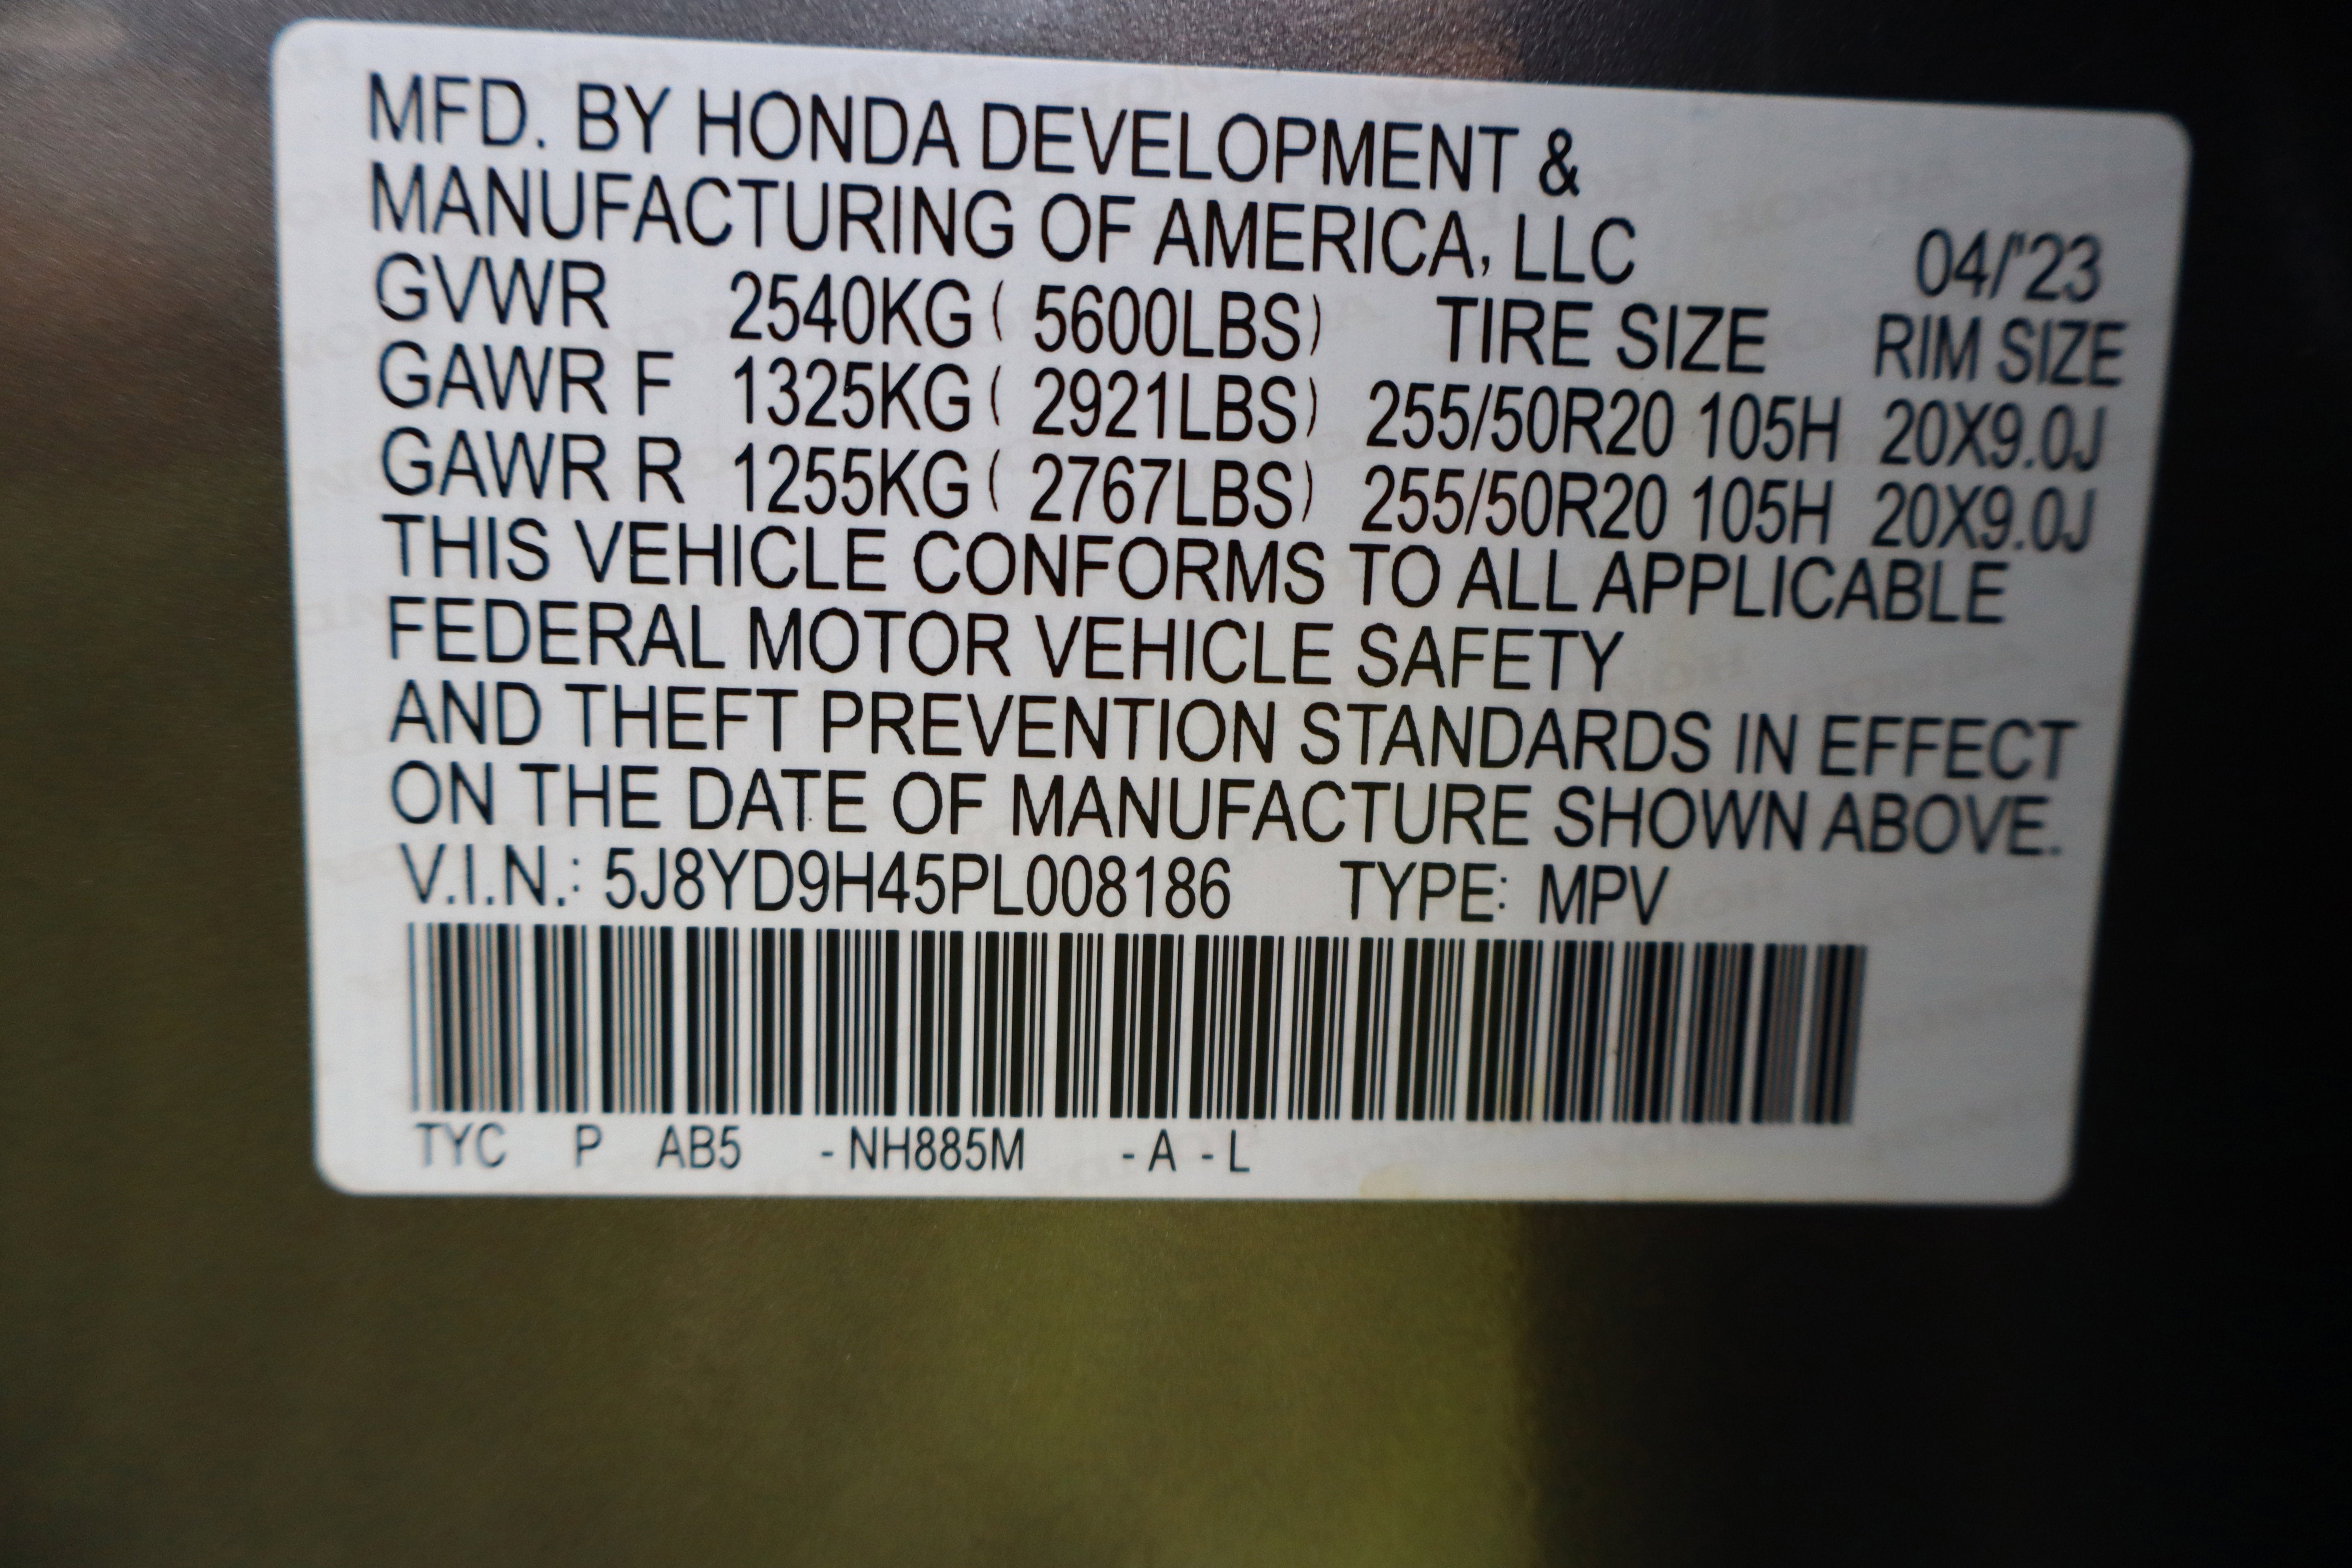 MFD. BY HONDA DEVELOPMENT &
MANUFACTURING OF AMERICA, LLC 04/'23
GVWR 2540KG ( 5600LBS) TIRE SIZE RIM SIZE
GAWR F 1325KG ( 2921LBS) 255/50R20 105H 20X9.0J
GAWR R 1255KG ( 2767LBS) 255/50R20 105H 20X9.0J
THIS VEHICLE CONFORMS TO ALL APPLICABLE
FEDERAL MOTOR VEHICLE SAFETY
AND THEFT PREVENTION STANDARDS IN EFFECT
ON THE DATE OF MANUFACTURE SHOWN ABOVE.
V.I.N.: 5J8YD9H45PL008186 TYPE: MPV
TYC P AB5 - NH885M - A - L